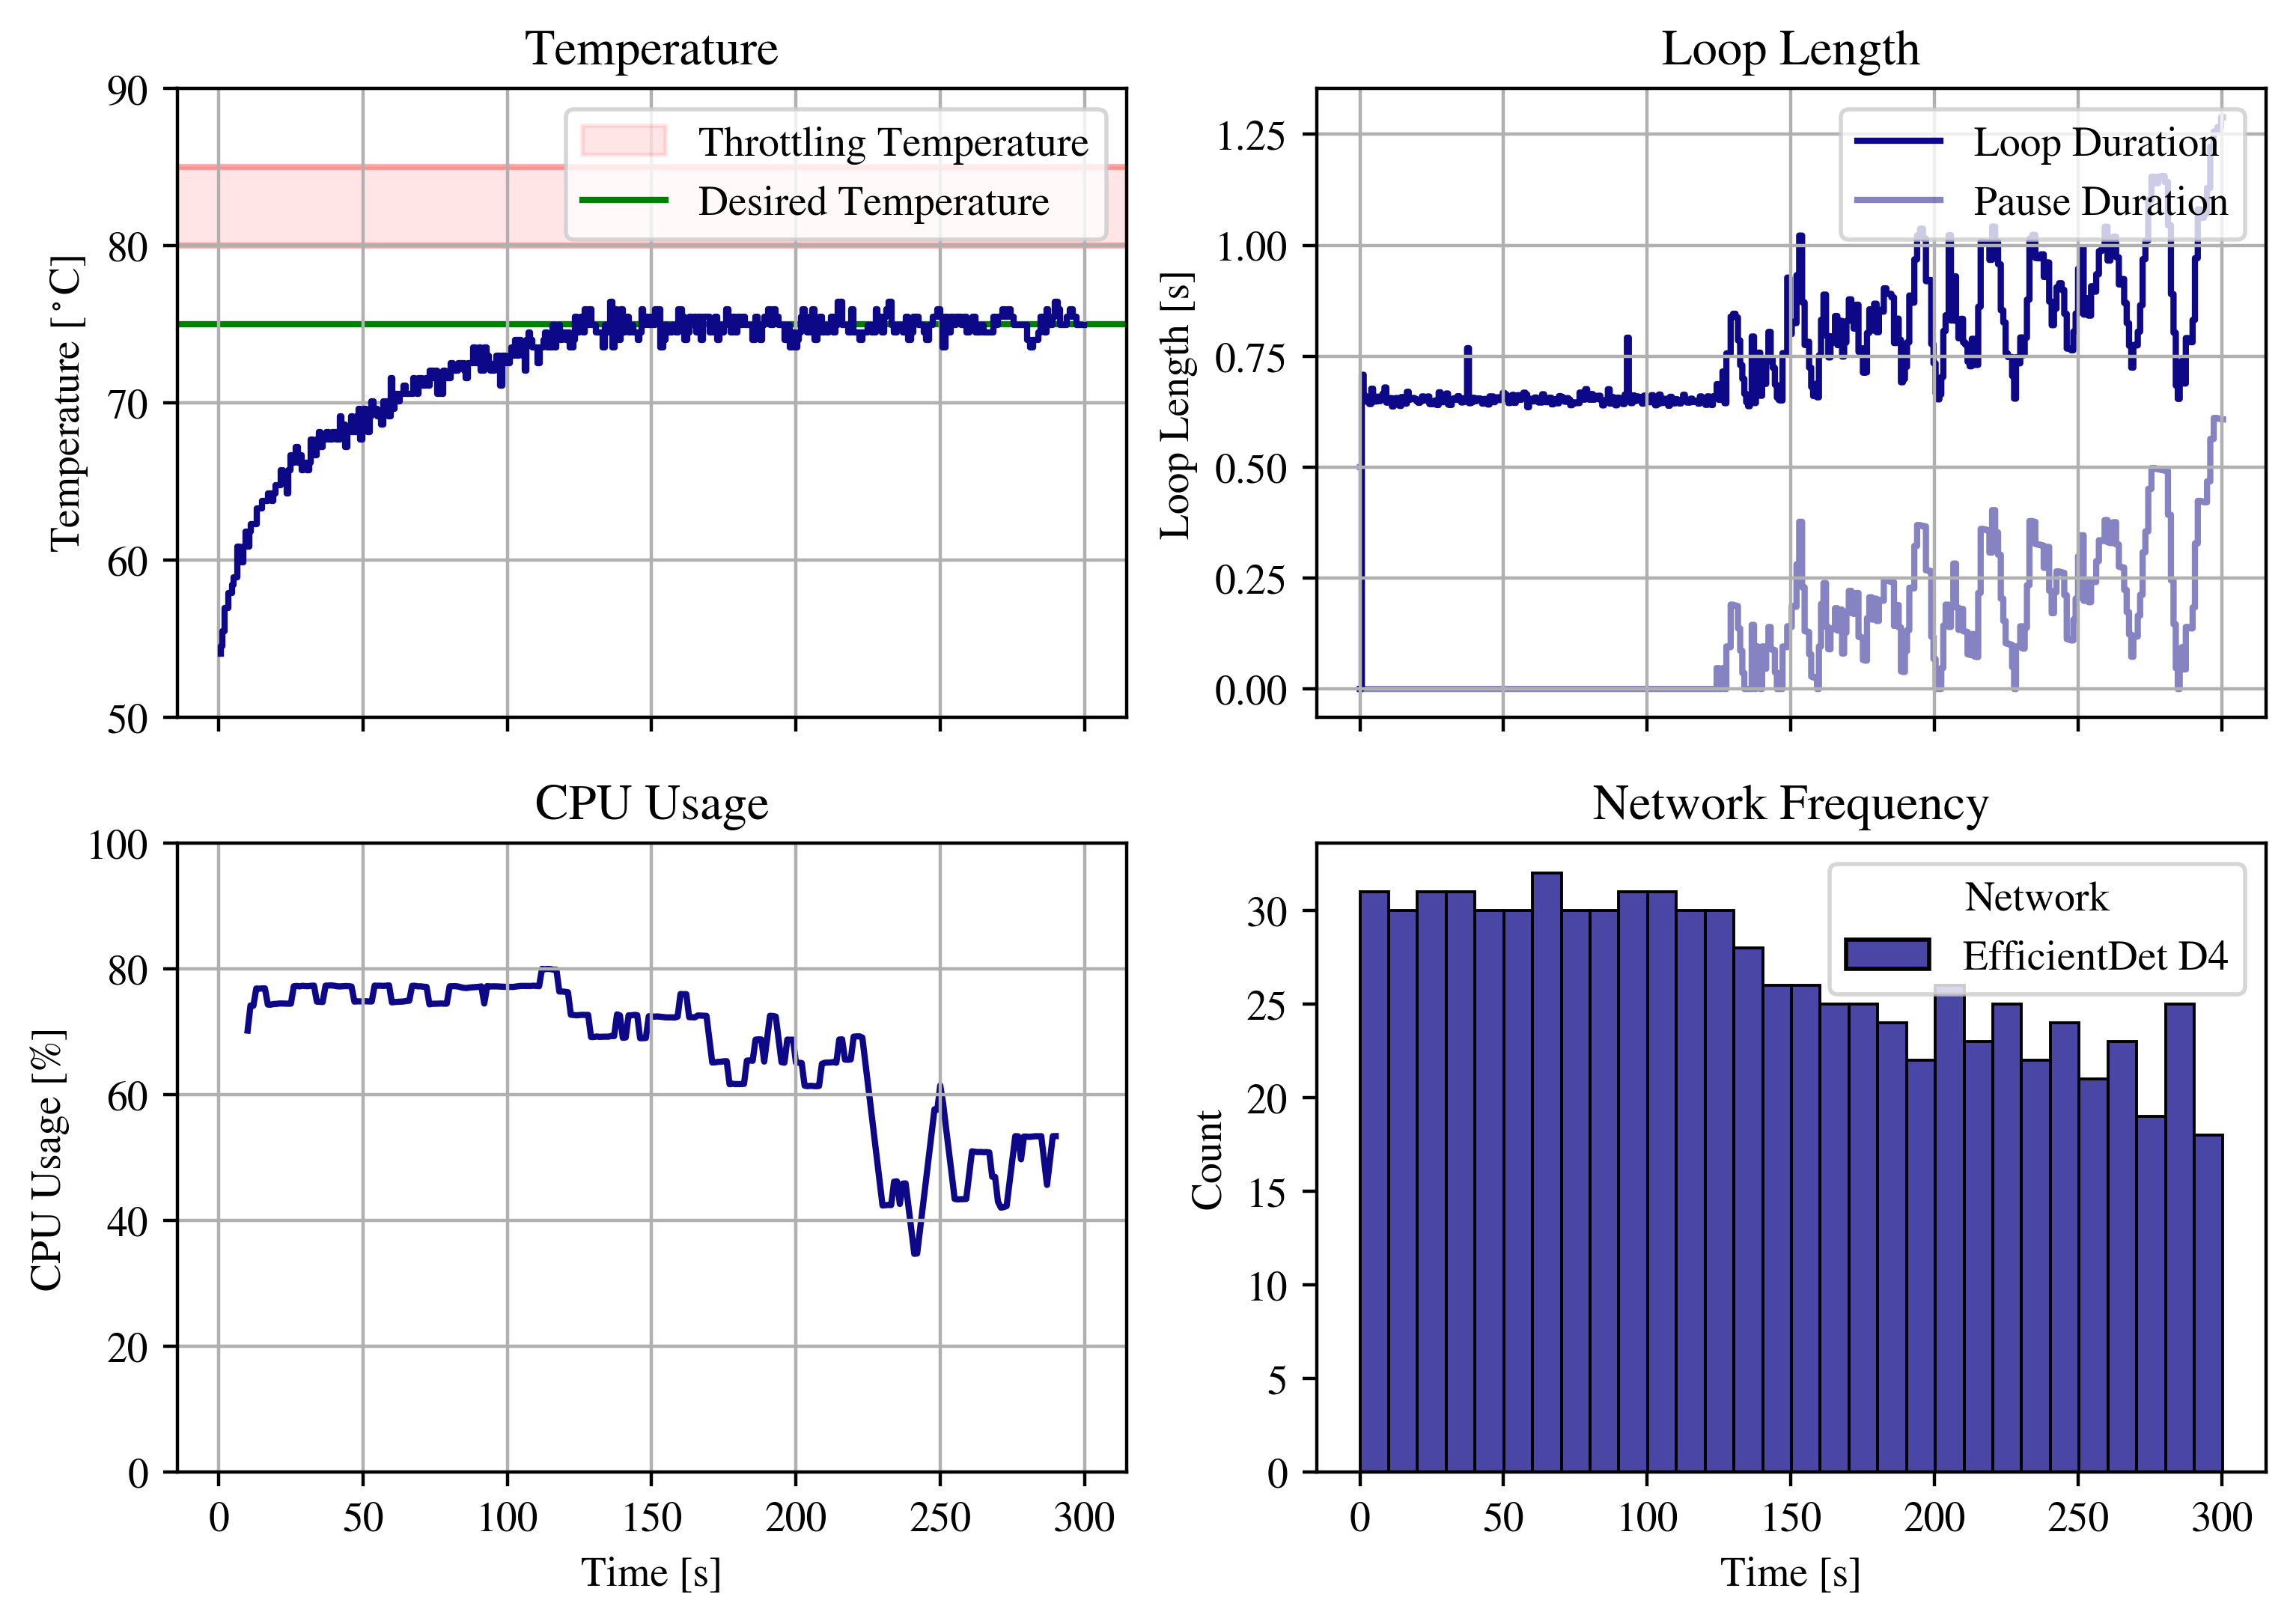 Temperature
90
80
70
60
50
Temperature [°C]
Throttling Temperature
Desired Temperature
Loop Length
1.25
1.00
0.75
0.50
0.25
0.00
Loop Length [s]
Loop Duration
Pause Duration
CPU Usage
100
80
60
40
20
0
CPU Usage [%]
0 50 100 150 200 250 300
Time [s]
Network Frequency
30
25
20
15
10
5
0
Count
Network
EfficientDet D4
0 50 100 150 200 250 300
Time [s]